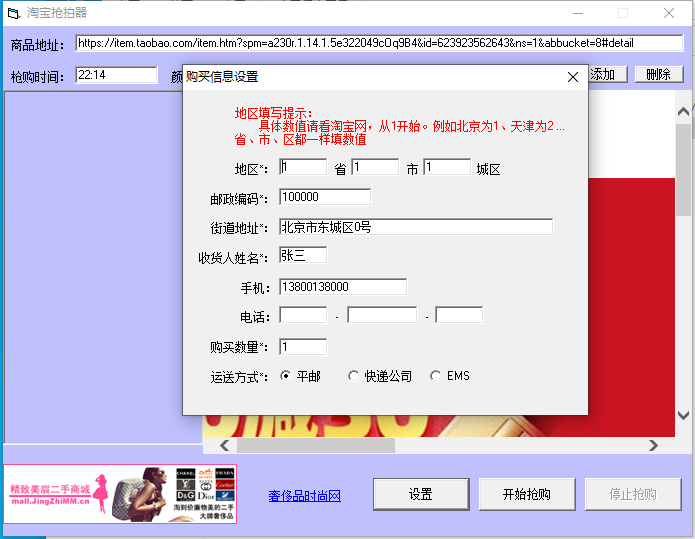 淘宝抢拍器
商品地址： https://item.taobao.com/item.htm?spm=a230r.1.14.1.5e322049cOq9B4&id=623923562643&ns=1&abbucket=8#detail
抢购时间： 22:14 颜 添加 删除
购买信息设置
地区填写提示：
具体数值请看淘宝网，从1开始。例如北京为1、天津为2...
省、市、区都一样填数值
地区*： 1 省 1 市 1 城区
邮政编码*： 100000
街道地址*： 北京市东城区0号
收货人姓名*： 张三
手机： 13800138000
电话： - -
购买数量*： 1
运送方式*： 平邮 快递公司 EMS
精致美眉二手商城
mall.JingZhiMM.cn
CHANEL HERMES PRADA
D&G Dior Cartier
淘到价廉物美的二手
大牌奢侈品
奢侈品时尚网
设置 开始抢购 停止抢购